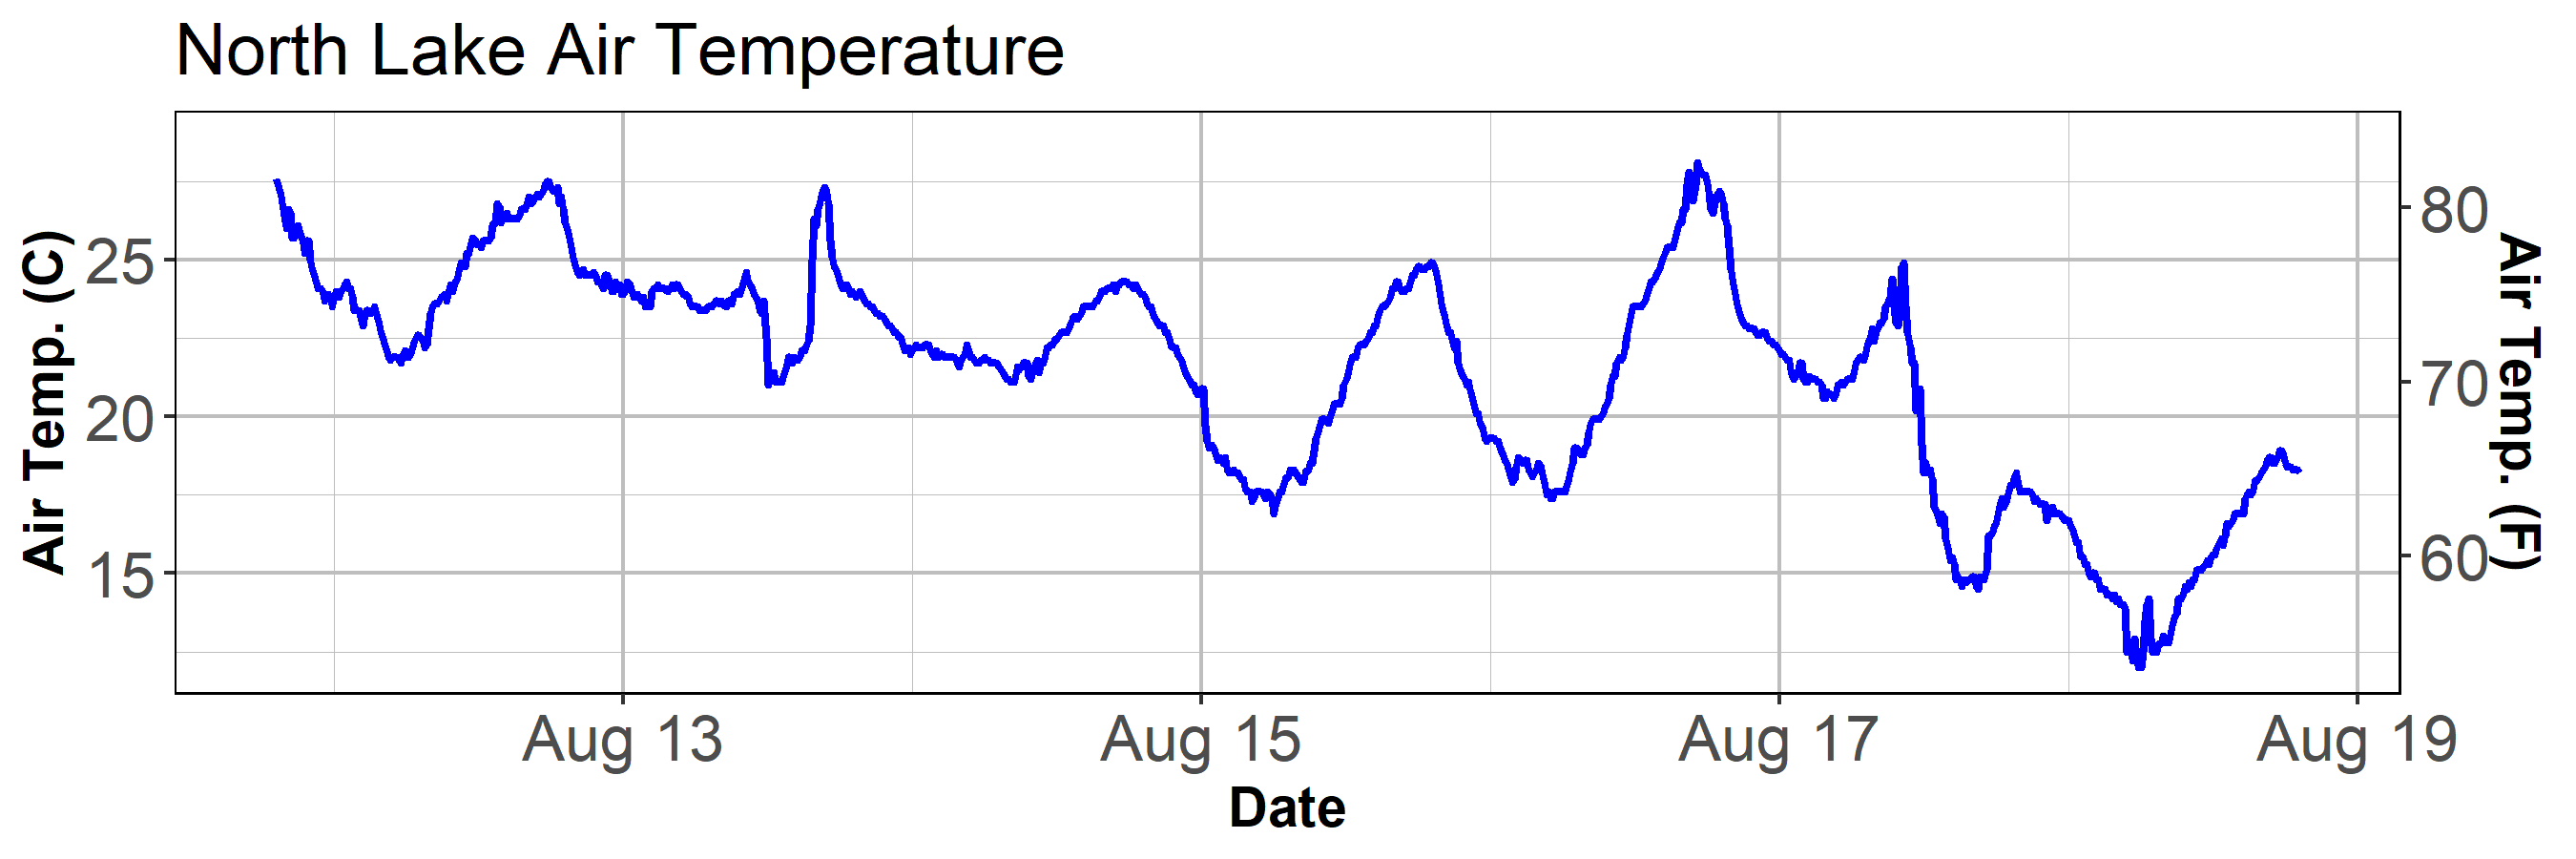 North Lake Air Temperature
Air Temp. (C)
25
20
15
80
70
60
Air Temp. (F)
Aug 13
Aug 15
Aug 17
Aug 19
Date